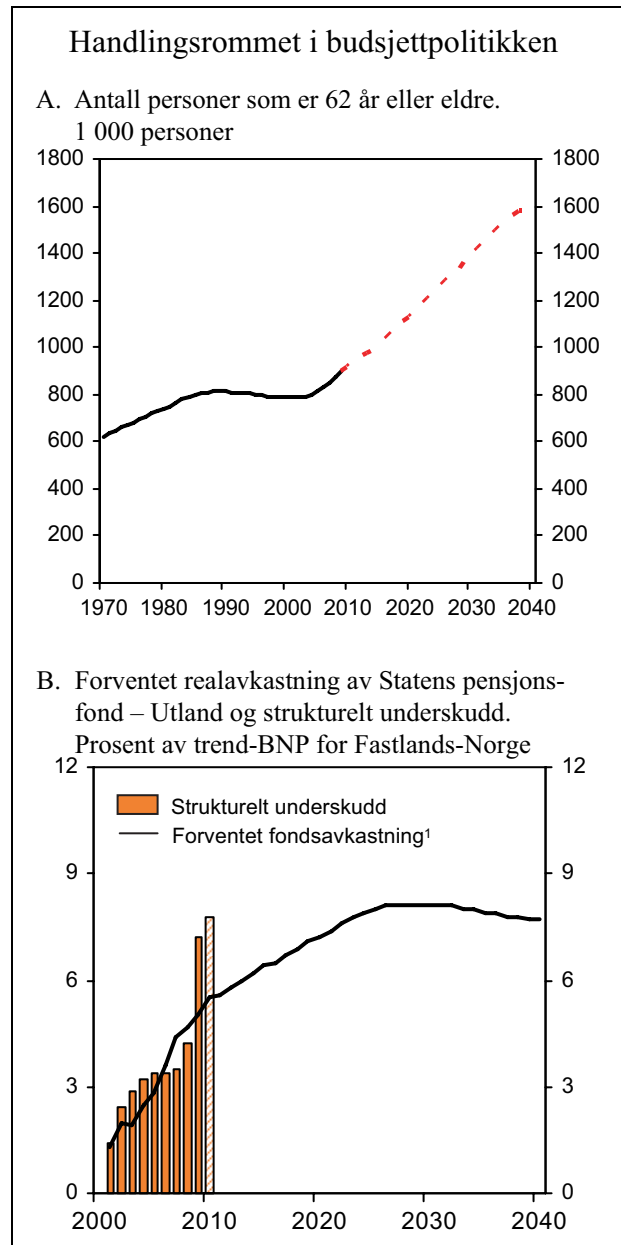 Handlingsrommet i budsjettpolitikken
A. Antall personer som er 62 år eller eldre.
1 000 personer
1800 1800
1600 1600
1400 1400
1200 1200
1000 1000
800 800
600 600
400 400
200 200
0 0
1970 1980 1990 2000 2010 2020 2030 2040
B. Forventet realavkastning av Statens pensjons-
fond – Utland og strukturelt underskudd.
Prosent av trend-BNP for Fastlands-Norge
12 12
Strukturelt underskudd
Forventet fondsavkastning¹
9 9
6 6
3 3
0 0
2000 2010 2020 2030 2040